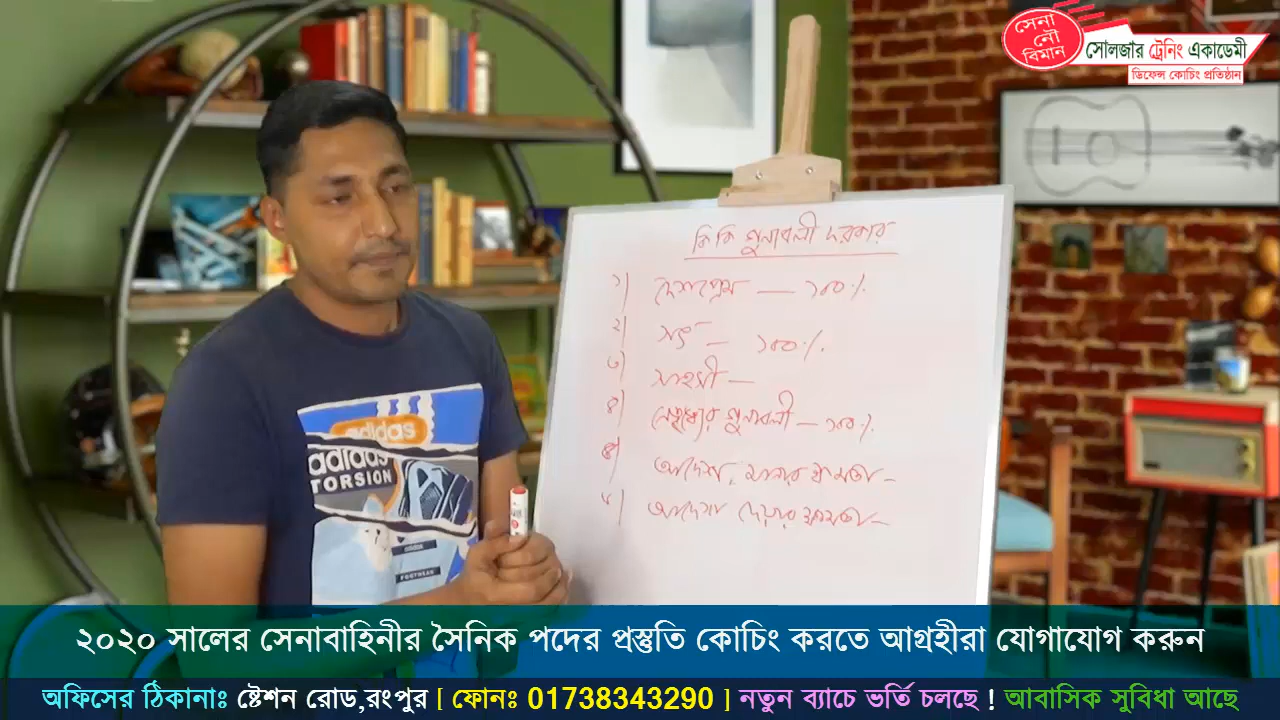 সেনা
নৌ
বিমান
সোলজার ট্রেনিং একাডেমী
ডিফেন্স কোচিং প্রতিষ্ঠান
কি কি গুনাবলী দরকার
১) দেশপ্রেম — ১০০%
২) সৎ — ১০০%
৩) সাহসী —
৪) নেতৃত্বের গুনাবলী — ১০০%
৫) আদেশ মানার ক্ষমতা —
৬) আদেশ দেয়ার ক্ষমতা —
adidas
adidas
TORSION
FOOTWEAR
২০২০ সালের সেনাবাহিনীর সৈনিক পদের প্রস্তুতি কোচিং করতে আগ্রহীরা যোগাযোগ করুন
অফিসের ঠিকানাঃ ষ্টেশন রোড,রংপুর [ ফোনঃ 01738343290 ] নতুন ব্যাচে ভর্তি চলছে ! আবাসিক সুবিধা আছে